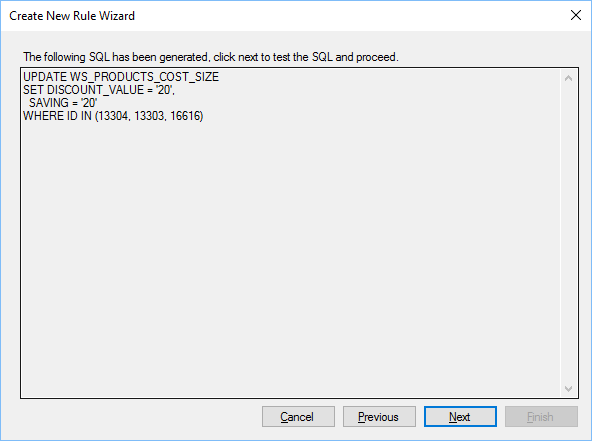 Create New Rule Wizard
The following SQL has been generated, click next to test the SQL and proceed.
UPDATE WS_PRODUCTS_COST_SIZE
SET DISCOUNT_VALUE = '20',
  SAVING = '20'
WHERE ID IN (13304, 13303, 16616)
Cancel Previous Next Finish